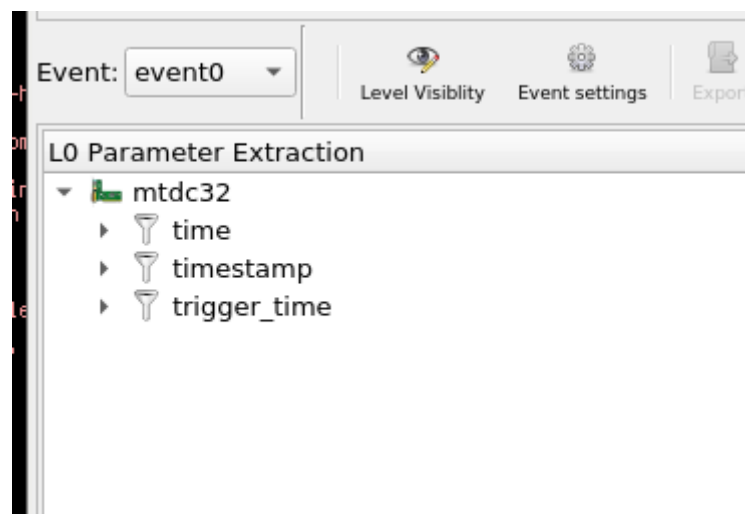 Event: event0
Level Visiblity
Event settings
L0 Parameter Extraction
mtdc32
time
timestamp
trigger_time